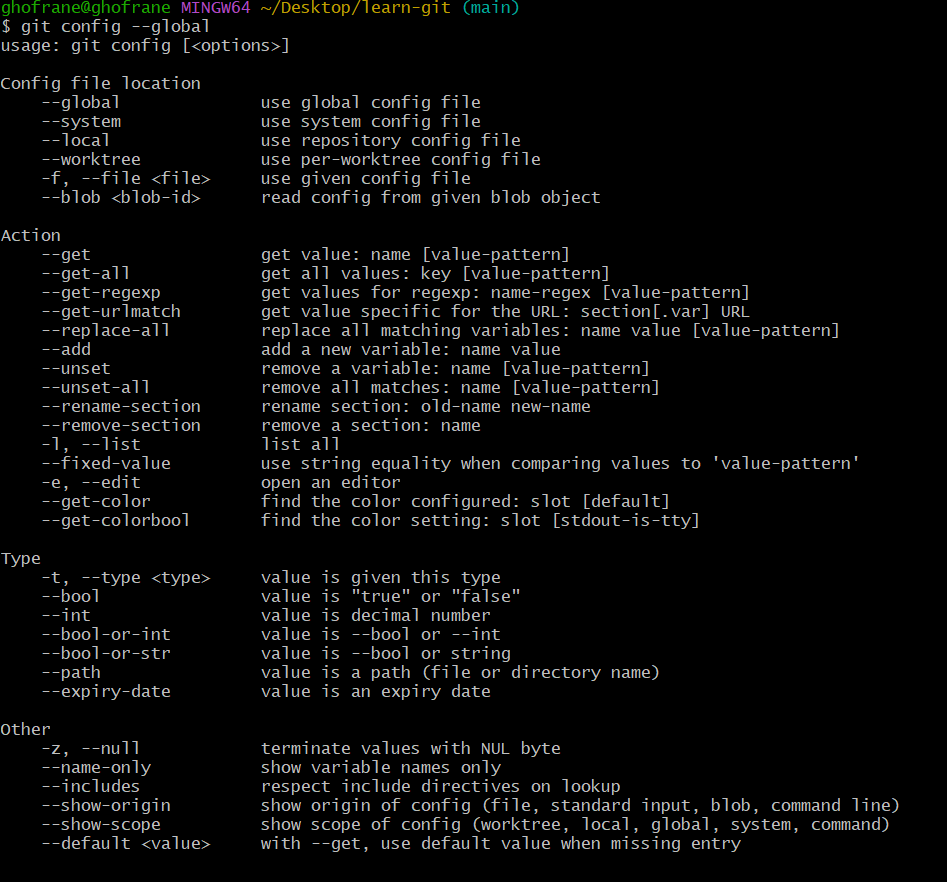 ghofrane@ghofrane MINGW64 ~/Desktop/learn-git (main)
$ git config --global
usage: git config [<options>]

Config file location
    --global              use global config file
    --system              use system config file
    --local               use repository config file
    --worktree            use per-worktree config file
    -f, --file <file>     use given config file
    --blob <blob-id>      read config from given blob object

Action
    --get                 get value: name [value-pattern]
    --get-all             get all values: key [value-pattern]
    --get-regexp          get values for regexp: name-regex [value-pattern]
    --get-urlmatch        get value specific for the URL: section[.var] URL
    --replace-all         replace all matching variables: name value [value-pattern]
    --add                 add a new variable: name value
    --unset               remove a variable: name [value-pattern]
    --unset-all           remove all matches: name [value-pattern]
    --rename-section      rename section: old-name new-name
    --remove-section      remove a section: name
    -l, --list            list all
    --fixed-value         use string equality when comparing values to 'value-pattern'
    -e, --edit            open an editor
    --get-color           find the color configured: slot [default]
    --get-colorbool       find the color setting: slot [stdout-is-tty]

Type
    -t, --type <type>     value is given this type
    --bool                value is "true" or "false"
    --int                 value is decimal number
    --bool-or-int         value is --bool or --int
    --bool-or-str         value is --bool or string
    --path                value is a path (file or directory name)
    --expiry-date         value is an expiry date

Other
    -z, --null            terminate values with NUL byte
    --name-only           show variable names only
    --includes            respect include directives on lookup
    --show-origin         show origin of config (file, standard input, blob, command line)
    --show-scope          show scope of config (worktree, local, global, system, command)
    --default <value>     with --get, use default value when missing entry